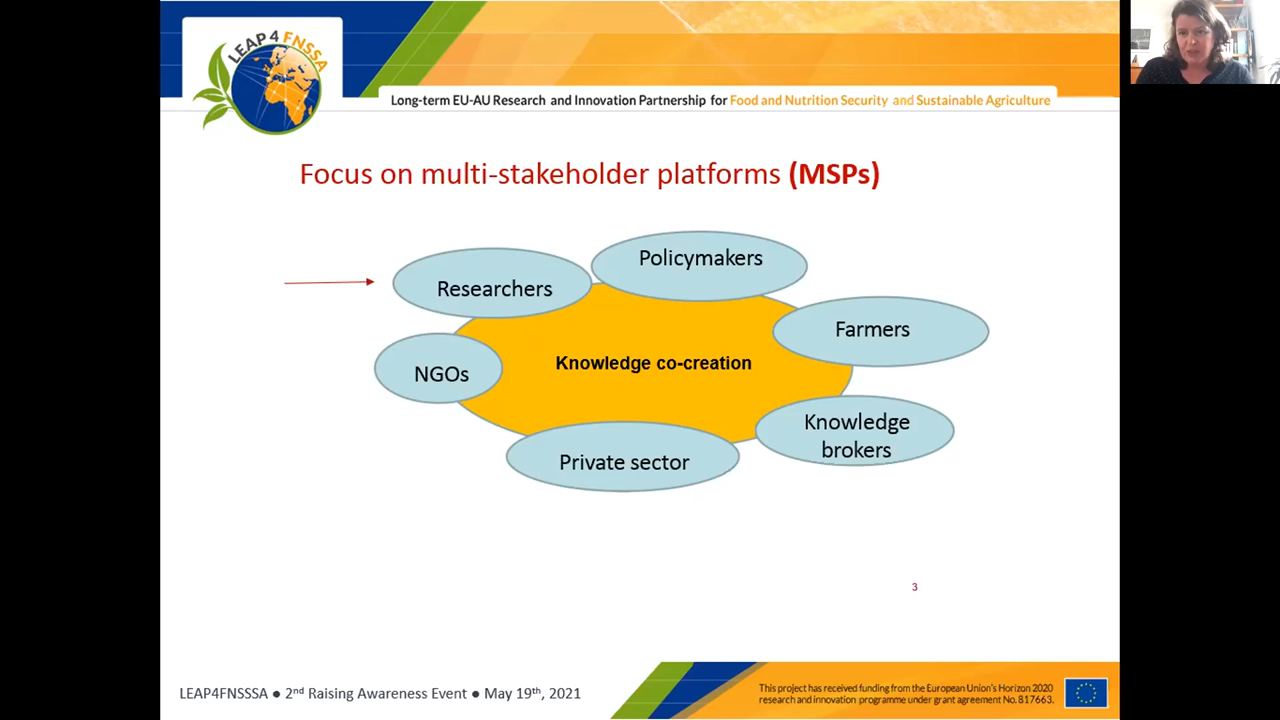 LEAP 4 FNSSA
Long-term EU-AU Research and Innovation Partnership for Food and Nutrition Security and Sustainable Agriculture
Focus on multi-stakeholder platforms (MSPs)
Policymakers
Researchers
Farmers
Knowledge co-creation
NGOs
Knowledge
brokers
Private sector
3
LEAP4FNSSSA ● 2nd Raising Awareness Event ● May 19th, 2021
This project has received funding from the European Union's Horizon 2020
research and innovation programme under grant agreement No. 817663.